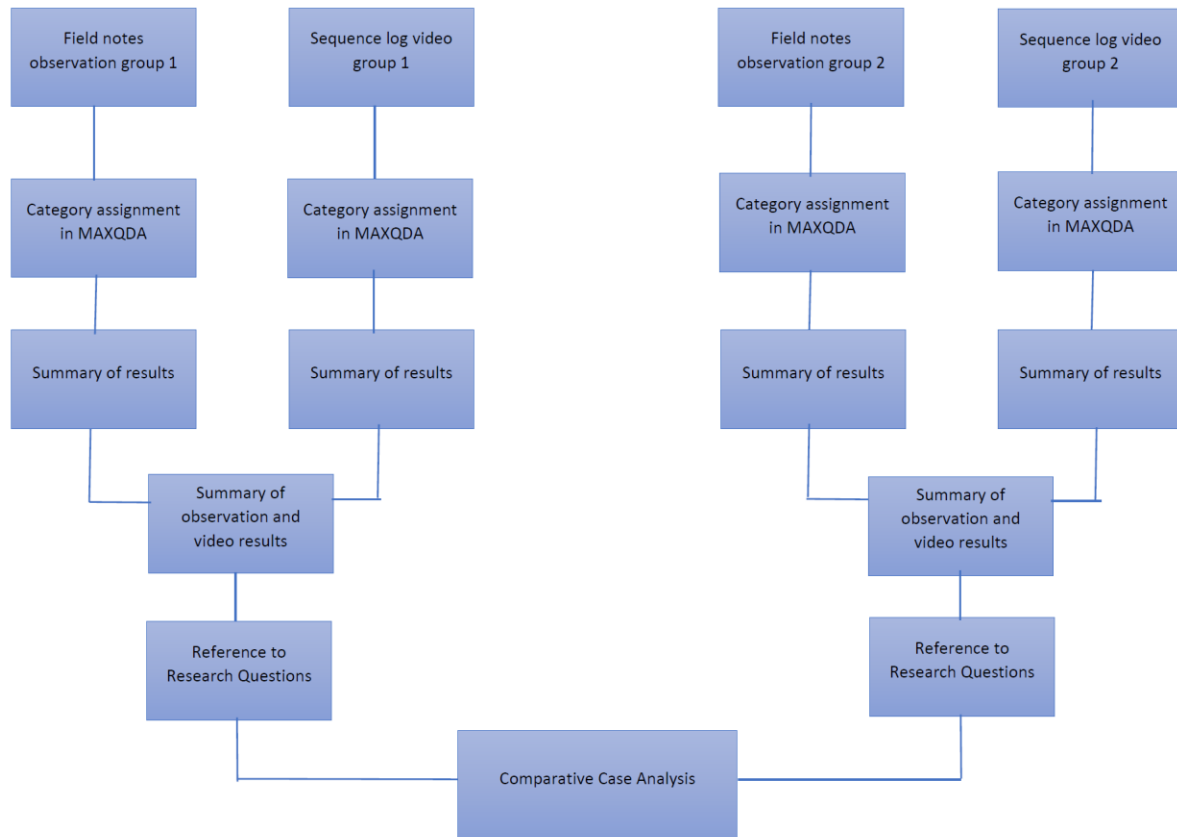 Field notes
observation group 1
Sequence log video
group 1
Field notes
observation group 2
Sequence log video
group 2
Category assignment
in MAXQDA
Category assignment
in MAXQDA
Category assignment
in MAXQDA
Category assignment
in MAXQDA
Summary of results
Summary of results
Summary of results
Summary of results
Summary of
observation and
video results
Summary of
observation and
video results
Reference to
Research Questions
Reference to
Research Questions
Comparative Case Analysis